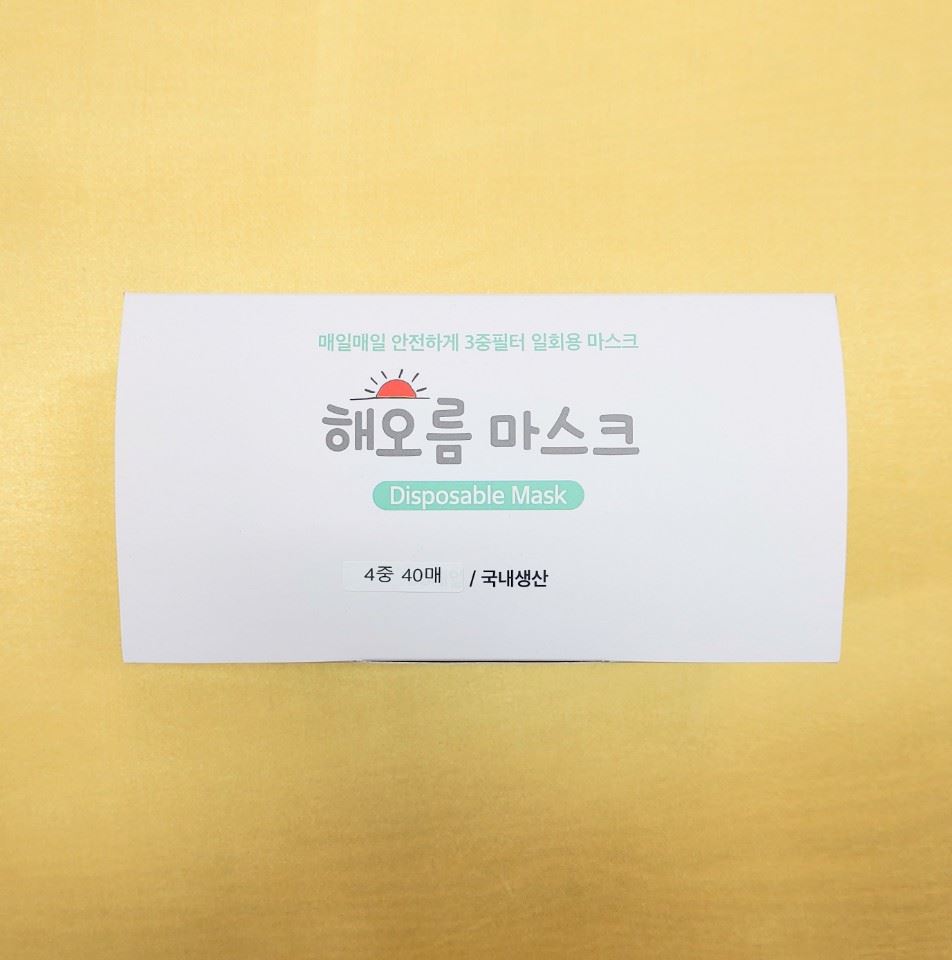 매일매일 안전하게 3중필터 일회용 마스크
해오름 마스크
Disposable Mask
4중 40매 / 국내생산